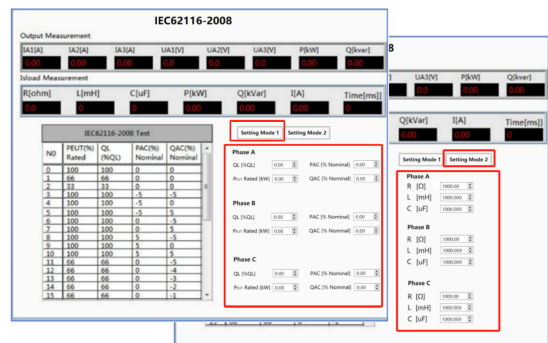 IEC62116-2008
Output Measurement
IA1[A] IA2[A] IA3[A] UA1[V] UA2[V] UA3[V] P[kW] Q[kvar]
0.00 0.00 0.00 0.0 0.0 0.0 0.00 0.00
Isload Measurement
R[ohm] L[mH] C[uF] P[kW] Q[kVar] I[A] Time[ms]]
0.0 0.0 0.0 0.00 0.00 0.00 0.0
IEC62116-2008 Test
N0 PEUT(%) Rated QL (%QL) PAC(%) Nominal QAC(%) Nominal
0 100 100 0 0
1 66 66 0 0
2 33 33 0 0
3 100 100 -5 -5
4 100 100 -5 0
5 100 100 -5 5
6 100 100 0 -5
7 100 100 0 5
8 100 100 5 -5
9 100 100 5 0
10 100 100 5 5
11 66 66 0 -5
12 66 66 0 -4
13 66 66 0 -3
14 66 66 0 -2
15 66 66 0 -1
Setting Mode 1 Setting Mode 2
Phase A
QL (%QL) 0.00 PAC (% Nominal) 0.00
PEUT Rated [kW] 0.00 QAC (% Nominal) 0.00
Phase B
QL (%QL) 0.00 PAC (% Nominal) 0.00
PEUT Rated [kW] 0.00 QAC (% Nominal) 0.00
Phase C
QL (%QL) 0.00 PAC (% Nominal) 0.00
PEUT Rated [kW] 0.00 QAC (% Nominal) 0.00
8
UA3[V] P[kW] Q[kvar]
0.0 0.00 0.00
Q[kVar] I[A] Time[ms]]
0.00 0.00 0.0
Setting Mode 1 Setting Mode 2
Phase A
R [Ω] 1000.00
L [mH] 1000.000
C [uF] 1000.000
Phase B
R [Ω] 1000.00
L [mH] 1000.000
C [uF] 1000.000
Phase C
R [Ω] 1000.00
L [mH] 1000.000
C [uF] 1000.000